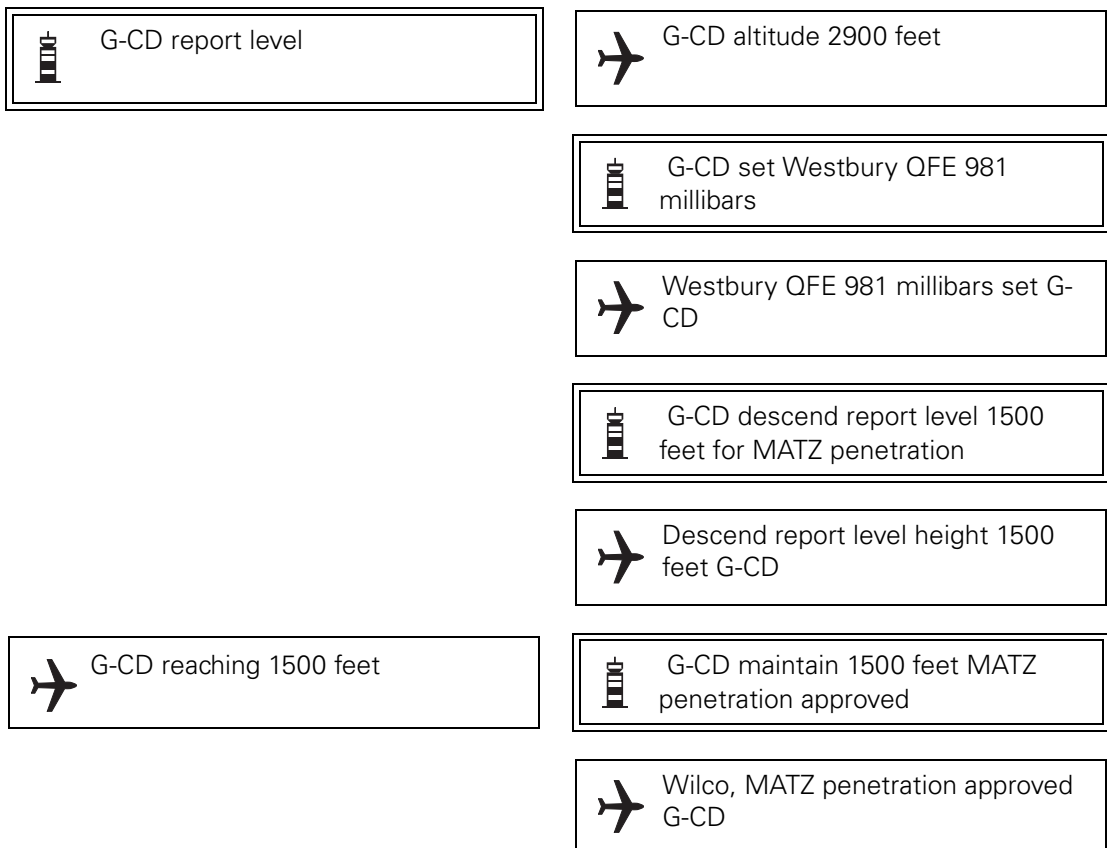 G-CD report level
G-CD altitude 2900 feet
G-CD set Westbury QFE 981
millibars
Westbury QFE 981 millibars set G-
CD
G-CD descend report level 1500
feet for MATZ penetration
Descend report level height 1500
feet G-CD
G-CD reaching 1500 feet
G-CD maintain 1500 feet MATZ
penetration approved
Wilco, MATZ penetration approved
G-CD